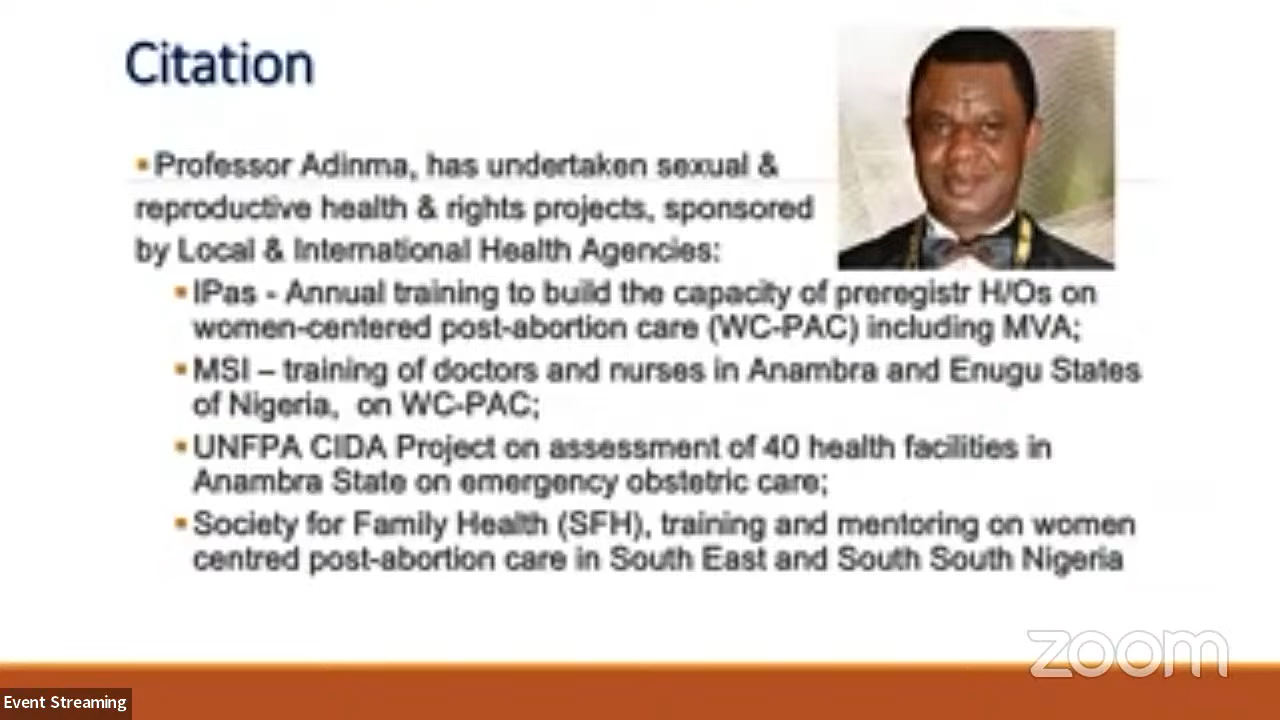 Citation
Professor Adinma, has undertaken sexual &
reproductive health & rights projects, sponsored
by Local & International Health Agencies:
IPas - Annual training to build the capacity of preregistr H/Os on
women-centered post-abortion care (WC-PAC) including MVA;
MSI – training of doctors and nurses in Anambra and Enugu States
of Nigeria, on WC-PAC;
UNFPA CIDA Project on assessment of 40 health facilities in
Anambra State on emergency obstetric care;
Society for Family Health (SFH), training and mentoring on women
centred post-abortion care in South East and South South Nigeria
zoom
Event Streaming